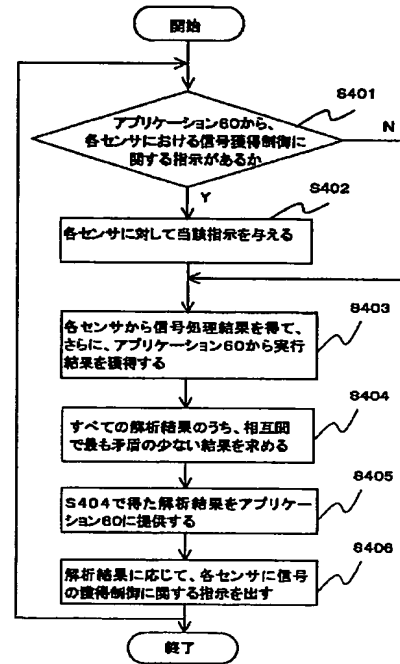 開始
S401
アプリケーション60から、
各センサにおける信号獲得制御に
関する指示があるか
N
Y
S402
各センサに対して当該指示を与える
S403
各センサから信号処理結果を得て、
さらに、アプリケーション60から実行
結果を獲得する
S404
すべての解析結果のうち、相互間
で最も矛盾の少ない結果を求める
S405
S404で得た解析結果をアプリケー
ション60に提供する
S406
解析結果に応じて、各センサに信号
の獲得制御に関する指示を出す
終了